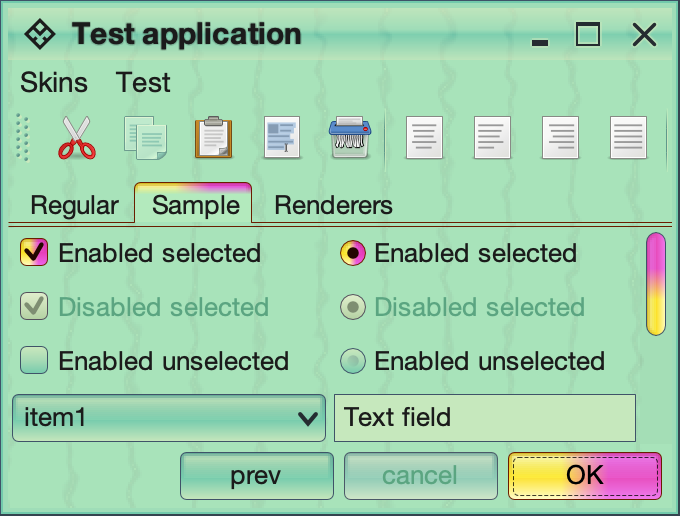 Test application
Skins Test
Regular Sample Renderers
Enabled selected Enabled selected
Disabled selected Disabled selected
Enabled unselected Enabled unselected
item1 Text field
prev cancel OK